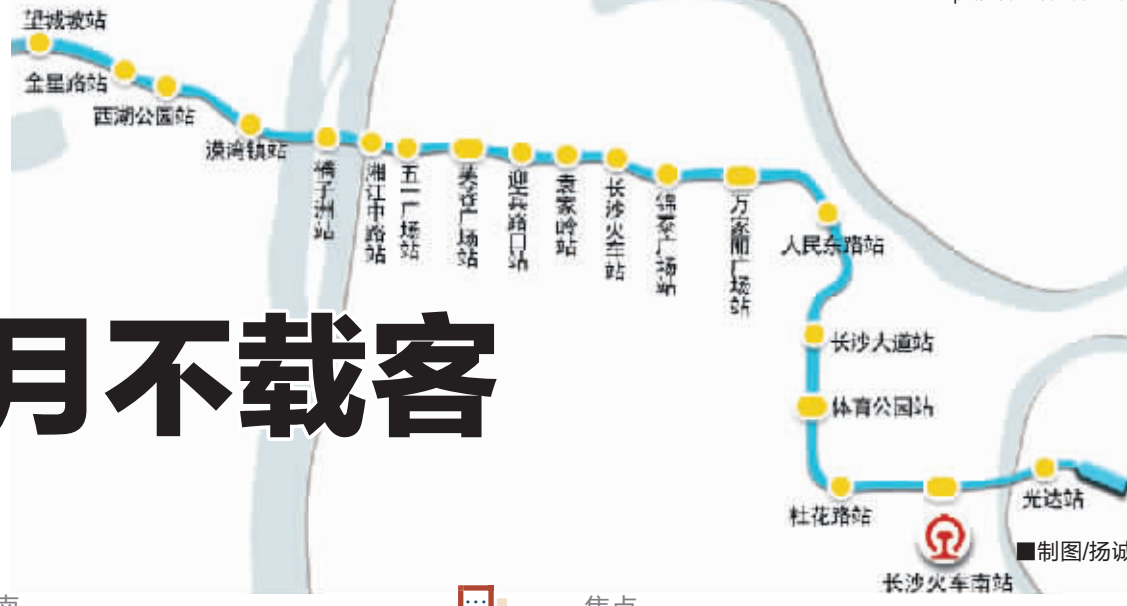 望城坡站
金星路站
西湖公园站
溁湾镇站
橘子洲站
湘江中路站
五一广场站
芙蓉广场站
迎宾路口站
袁家岭站
长沙火车站
锦泰广场站
万家丽广场站
人民东路站
长沙大道站
体育公园站
杜花路站
光达站
长沙火车南站
月不载客
■制图/扬诚